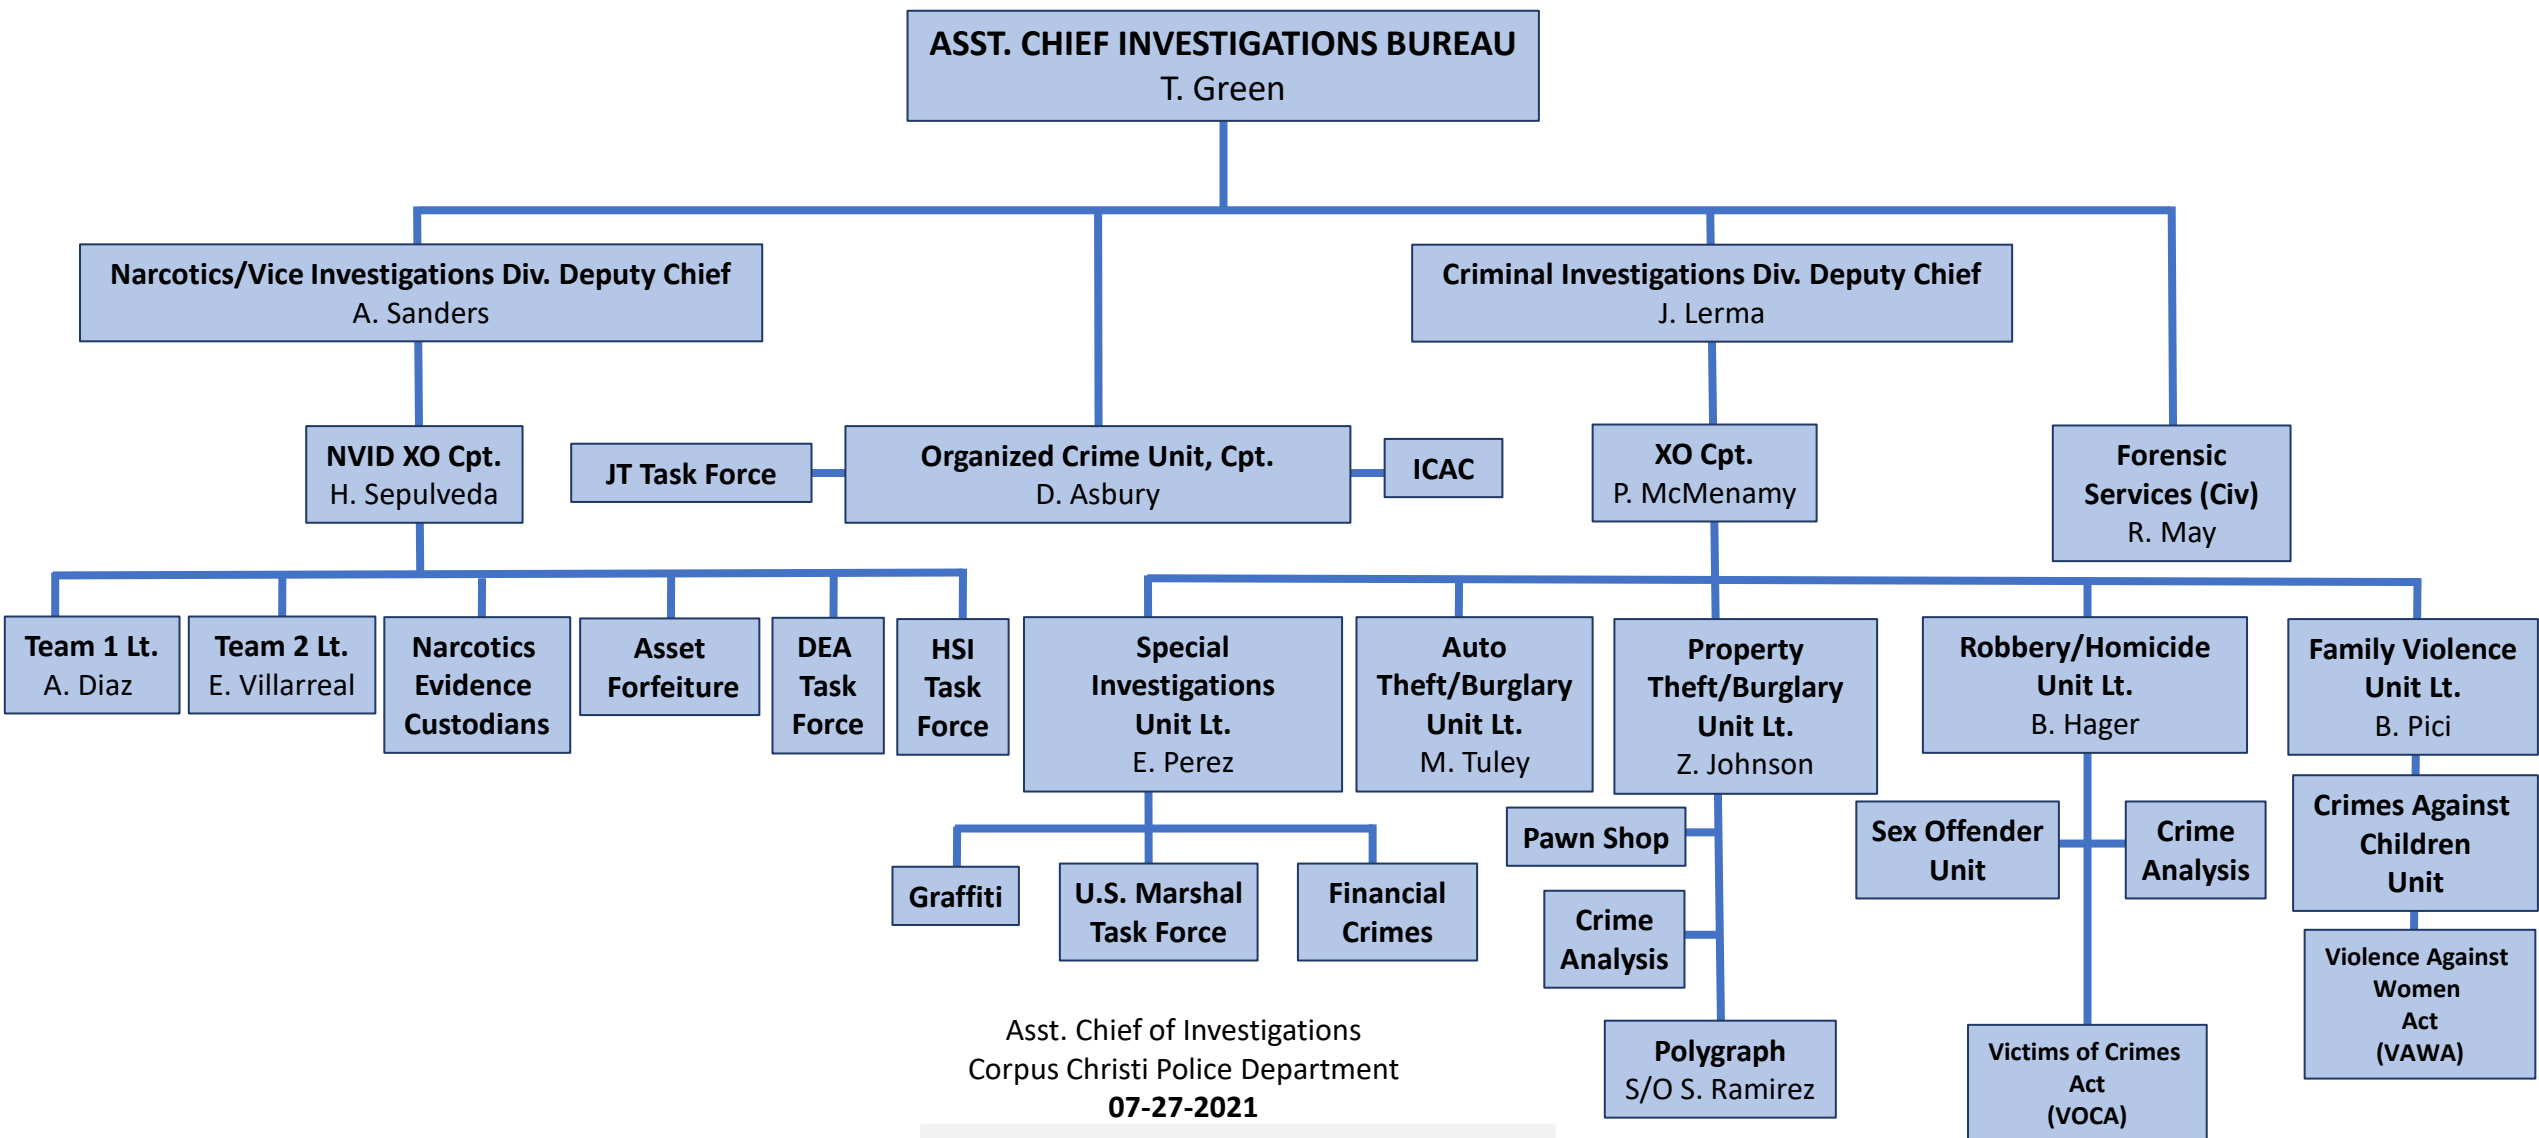 ASST. CHIEF INVESTIGATIONS BUREAU
T. Green
Narcotics/Vice Investigations Div. Deputy Chief
A. Sanders
Criminal Investigations Div. Deputy Chief
J. Lerma
NVID XO Cpt.
H. Sepulveda
JT Task Force
Organized Crime Unit, Cpt.
D. Asbury
ICAC
XO Cpt.
P. McMenamy
Forensic
Services (Civ)
R. May
Team 1 Lt.
A. Diaz
Team 2 Lt.
E. Villarreal
Narcotics
Evidence
Custodians
Asset
Forfeiture
DEA
Task
Force
HSI
Task
Force
Special
Investigations
Unit Lt.
E. Perez
Auto
Theft/Burglary
Unit Lt.
M. Tuley
Property
Theft/Burglary
Unit Lt.
Z. Johnson
Robbery/Homicide
Unit Lt.
B. Hager
Family Violence
Unit Lt.
B. Pici
Graffiti
U.S. Marshal
Task Force
Financial
Crimes
Pawn Shop
Crime
Analysis
Polygraph
S/O S. Ramirez
Sex Offender
Unit
Crime
Analysis
Victims of Crimes
Act
(VOCA)
Crimes Against
Children
Unit
Violence Against
Women
Act
(VAWA)
Asst. Chief of Investigations
Corpus Christi Police Department
07-27-2021